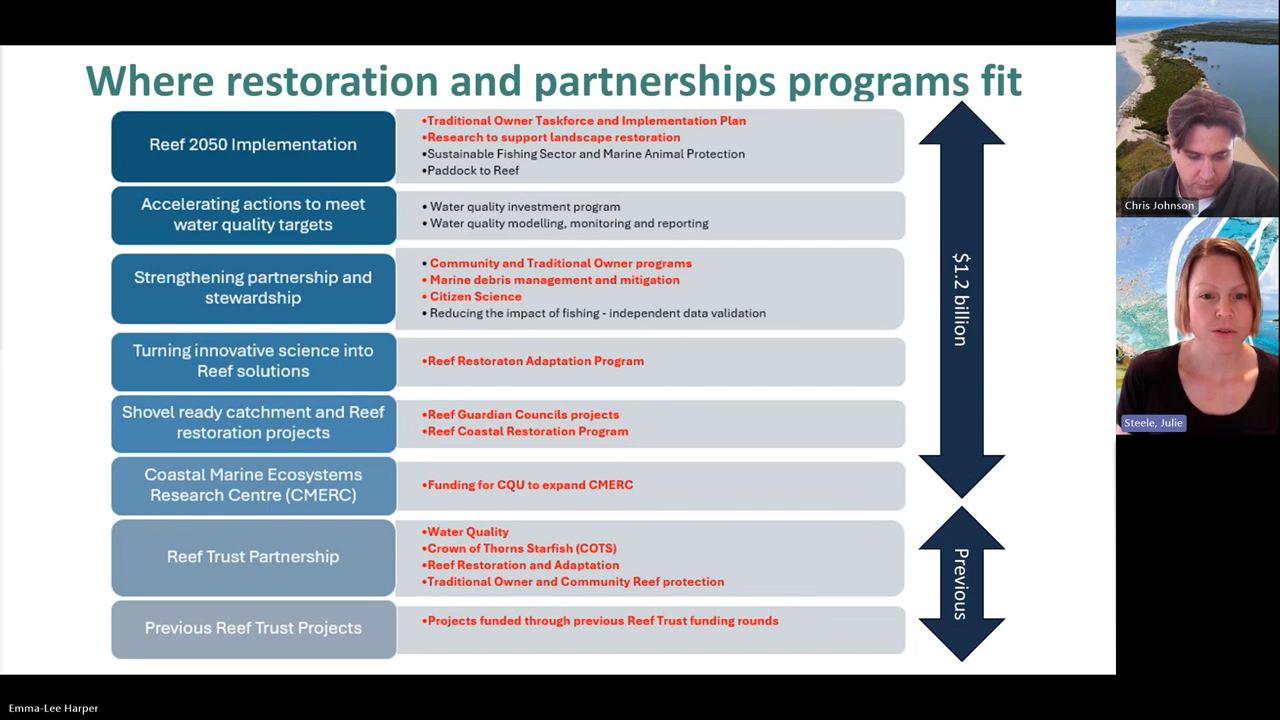 Where restoration and partnerships programs fit
Reef 2050 Implementation
•Traditional Owner Taskforce and Implementation Plan
•Research to support landscape restoration
•Sustainable Fishing Sector and Marine Animal Protection
•Paddock to Reef
Accelerating actions to meet
water quality targets
• Water quality investment program
• Water quality modelling, monitoring and reporting
Strengthening partnership and
stewardship
• Community and Traditional Owner programs
• Marine debris management and mitigation
• Citizen Science
• Reducing the impact of fishing - independent data validation
Turning innovative science into
Reef solutions
•Reef Restoraton Adaptation Program
Shovel ready catchment and Reef
restoration projects
•Reef Guardian Councils projects
•Reef Coastal Restoration Program
Coastal Marine Ecosystems
Research Centre (CMERC)
•Funding for CQU to expand CMERC
$1.2 billion
Reef Trust Partnership
•Water Quality
•Crown of Thorns Starfish (COTS)
•Reef Restoration and Adaptation
•Traditional Owner and Community Reef protection
Previous Reef Trust Projects
•Projects funded through previous Reef Trust funding rounds
Previous
Chris Johnson
Steele, Julie
Emma-Lee Harper